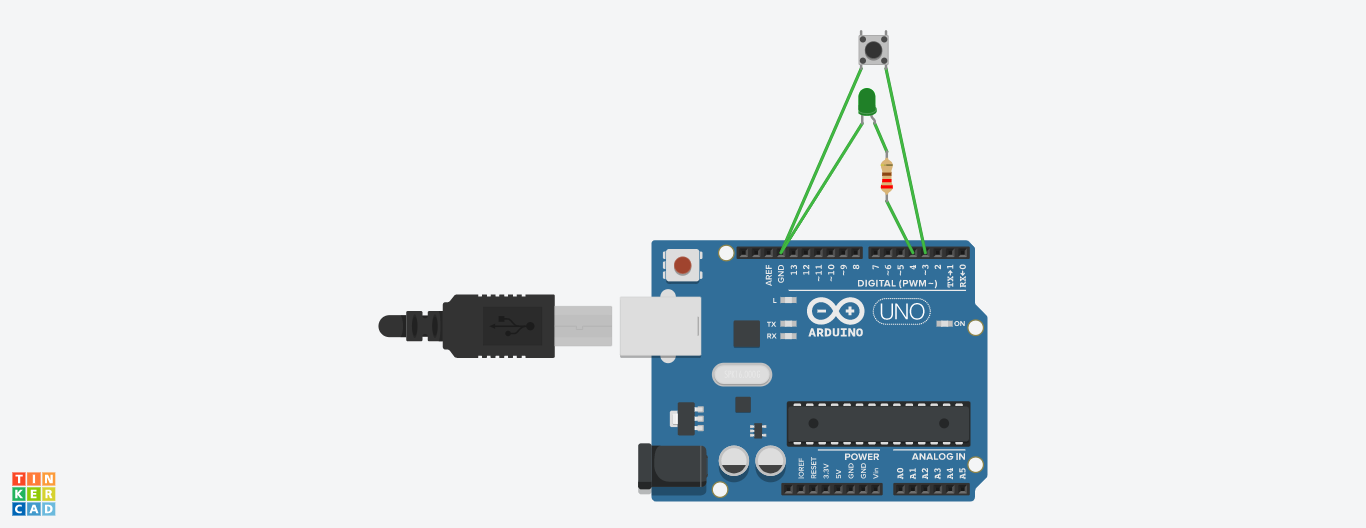 AREF
GND
13
12
~11
~10
~9
8
7
~6
~5
4
~3
2
TX→1
RX←0
DIGITAL (PWM~)
L
TX
RX
ARDUINO
UNO
ON
POWER
ANALOG IN
IOREF
RESET
3.3V
5V
GND
GND
Vin
A0
A1
A2
A3
A4
A5
TIN
KER
CAD